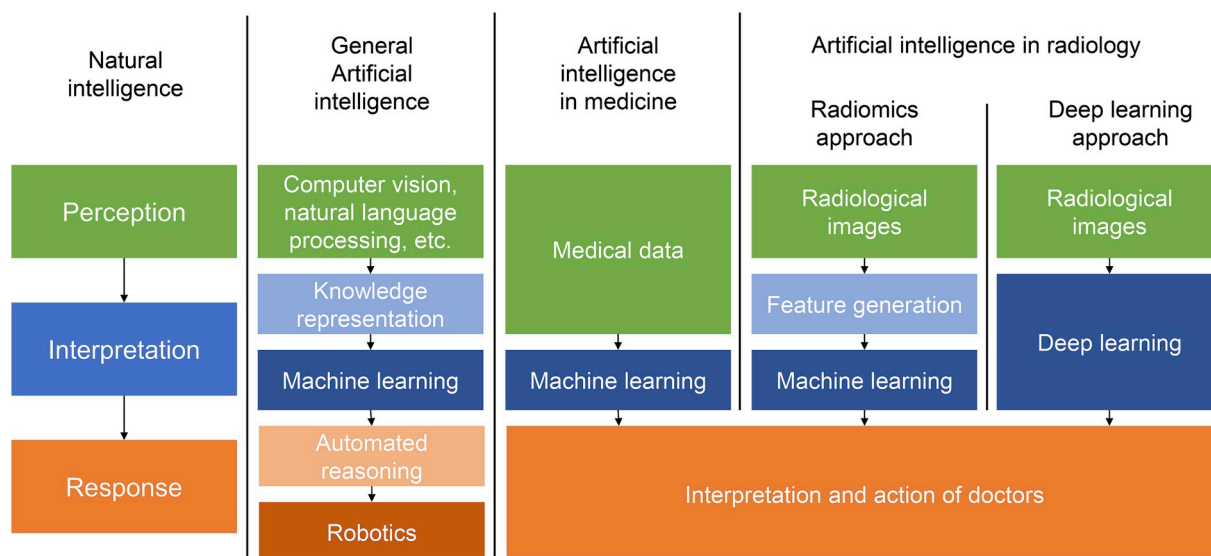 Natural
intelligence
General
Artificial
intelligence
Artificial
intelligence
in medicine
Artificial intelligence in radiology
Radiomics
approach
Deep learning
approach
Perception
Interpretation
Response
Computer vision,
natural language
processing, etc.
Knowledge
representation
Machine learning
Automated
reasoning
Robotics
Medical data
Machine learning
Radiological
images
Feature generation
Machine learning
Radiological
images
Deep learning
Interpretation and action of doctors